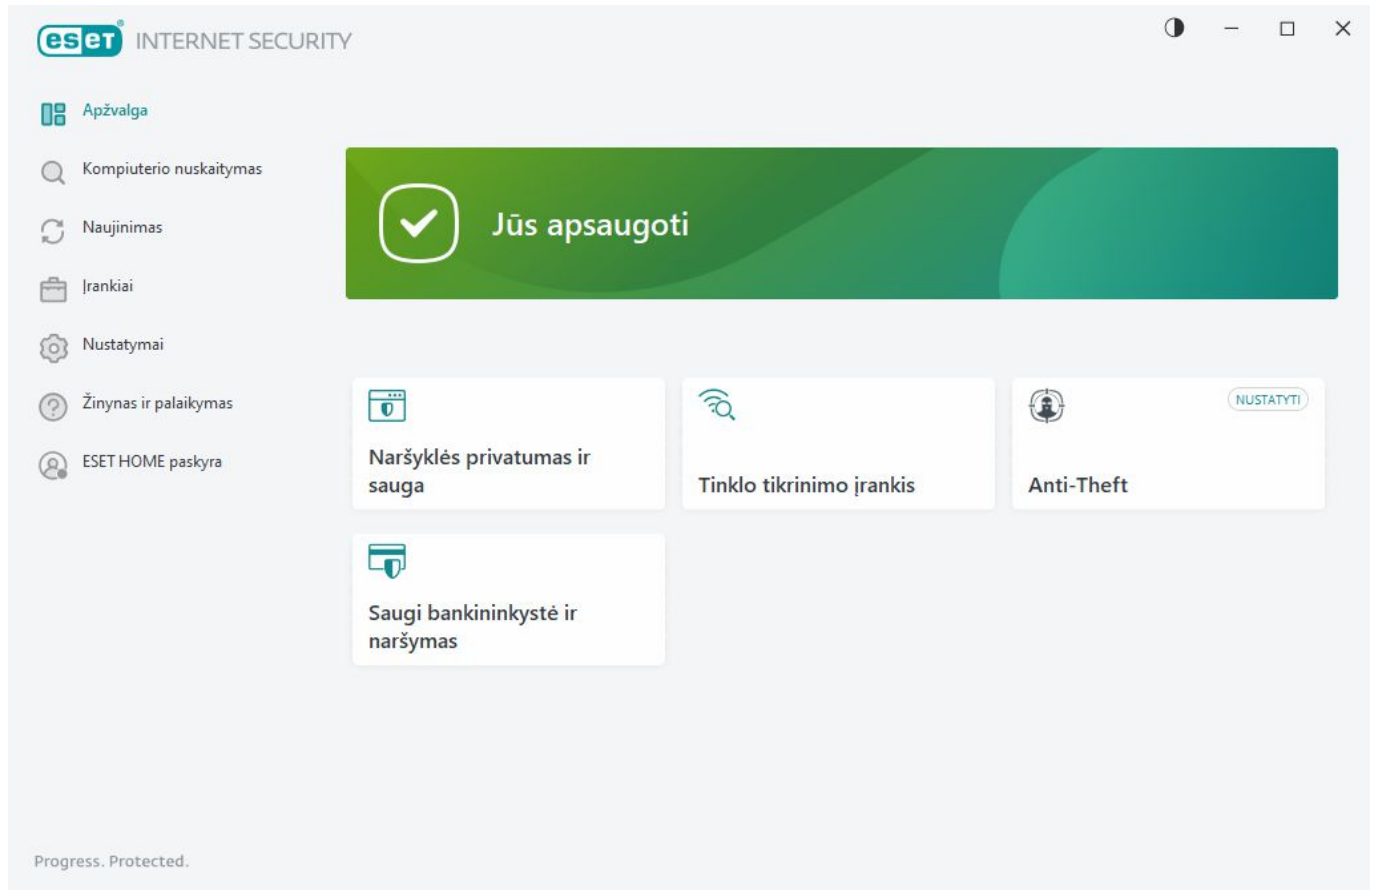 eset® INTERNET SECURITY
Apžvalga
Kompiuterio nuskaitymas
Naujinimas
Įrankiai
Nustatymai
Žinynas ir palaikymas
ESET HOME paskyra
Jūs apsaugoti
Naršyklės privatumas ir
sauga
Tinklo tikrinimo įrankis
NUSTATYTI
Anti-Theft
Saugi bankininkystė ir
naršymas
Progress. Protected.